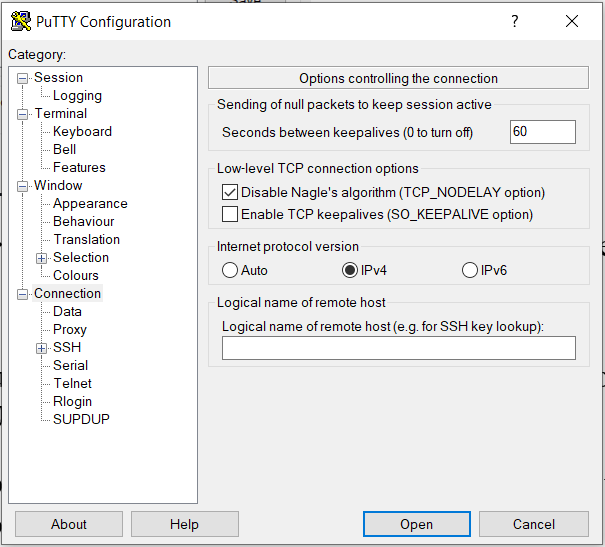 PuTTY Configuration
?
Category:
Session
Logging
Terminal
Keyboard
Bell
Features
Window
Appearance
Behaviour
Translation
Selection
Colours
Connection
Data
Proxy
SSH
Serial
Telnet
Rlogin
SUPDUP
Options controlling the connection
Sending of null packets to keep session active
Seconds between keepalives (0 to turn off)
60
Low-level TCP connection options
Disable Nagle's algorithm (TCP_NODELAY option)
Enable TCP keepalives (SO_KEEPALIVE option)
Internet protocol version
Auto IPv4 IPv6
Logical name of remote host
Logical name of remote host (e.g. for SSH key lookup):
About Help Open Cancel